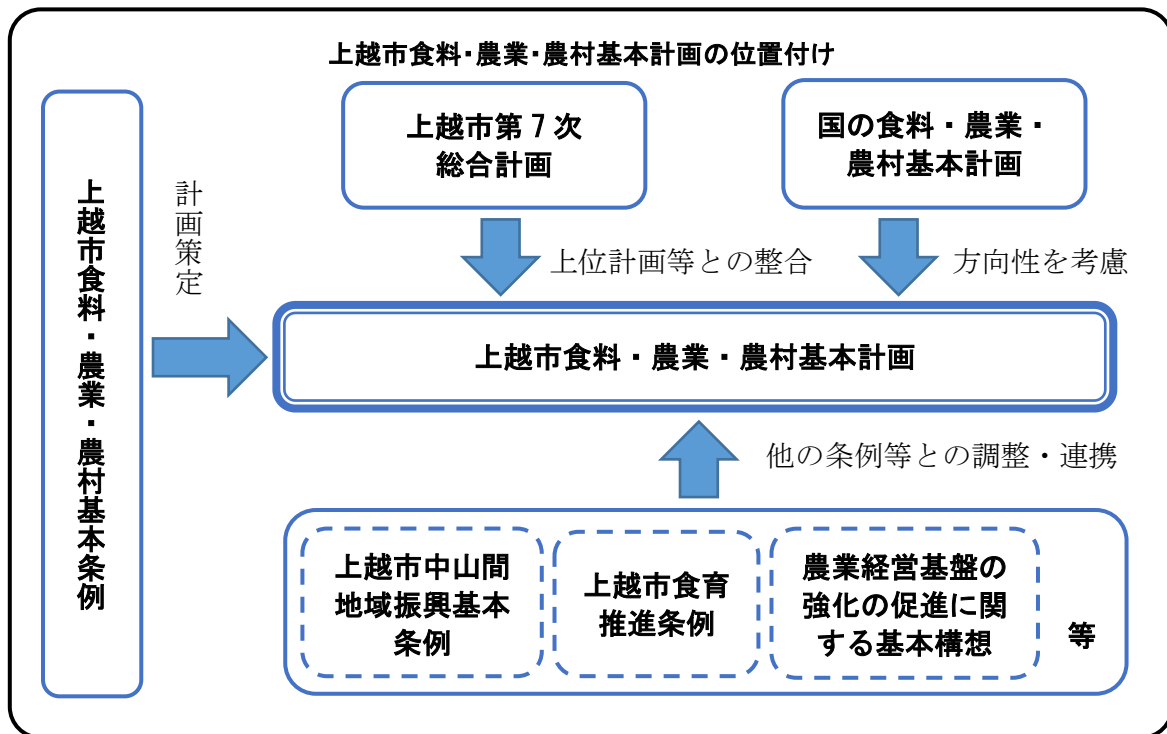 上越市食料・農業・農村基本計画の位置付け
上越市第７次
総合計画
国の食料・農業・
農村基本計画
上越市食料・農業・農村基本条例
計画策定
上位計画等との整合
方向性を考慮
上越市食料・農業・農村基本計画
他の条例等との調整・連携
上越市中山間
地域振興基本
条例
上越市食育
推進条例
農業経営基盤の
強化の促進に関
する基本構想
等